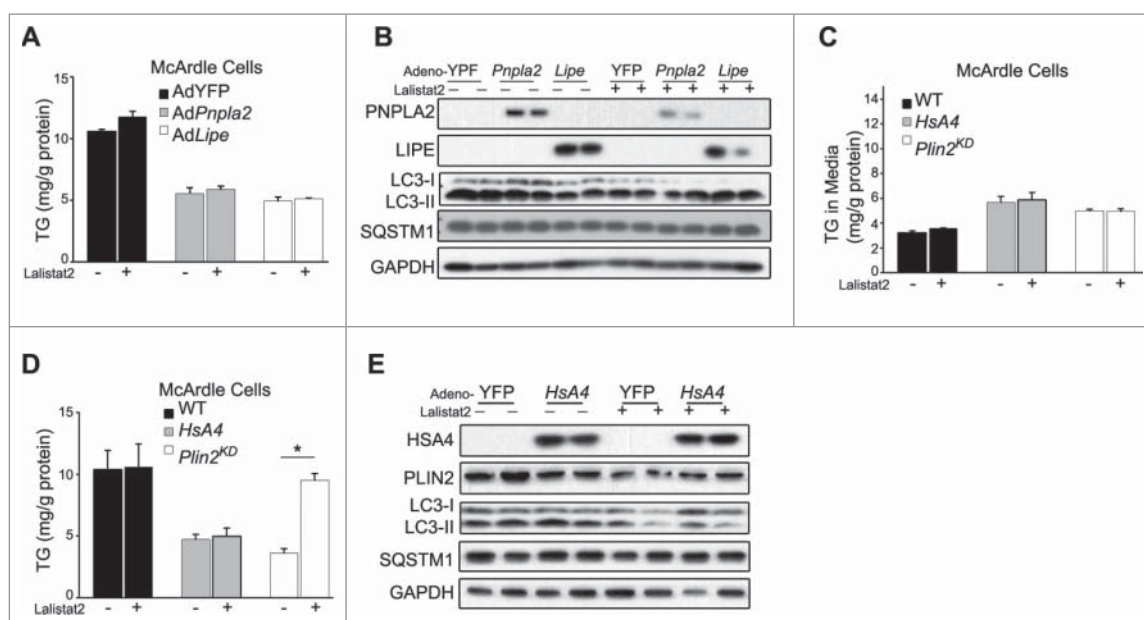 A
McArdle Cells
AdYFP
AdPnpla2
AdLipe
TG (mg/g protein)
15
10
5
0
Lalistat2 - + - + - +
B
Adeno-YPF Pnpla2 Lipe YFP Pnpla2 Lipe
Lalistat2 – – – – – – + + + + + +
PNPLA2
LIPE
LC3-I
LC3-II
SQSTM1
GAPDH
C
McArdle Cells
WT
HsA4
Plin2KD
TG in Media
(mg/g protein)
14
12
10
8
6
4
2
0
Lalistat2 - + - + - +
D
McArdle Cells
WT
HsA4
Plin2KD
*
TG (mg/g protein)
15
10
5
0
Lalistat2 - + - + - +
E
Adeno- YFP HsA4 YFP HsA4
Lalistat2 – – – – + + + +
HSA4
PLIN2
LC3-I
LC3-II
SQSTM1
GAPDH